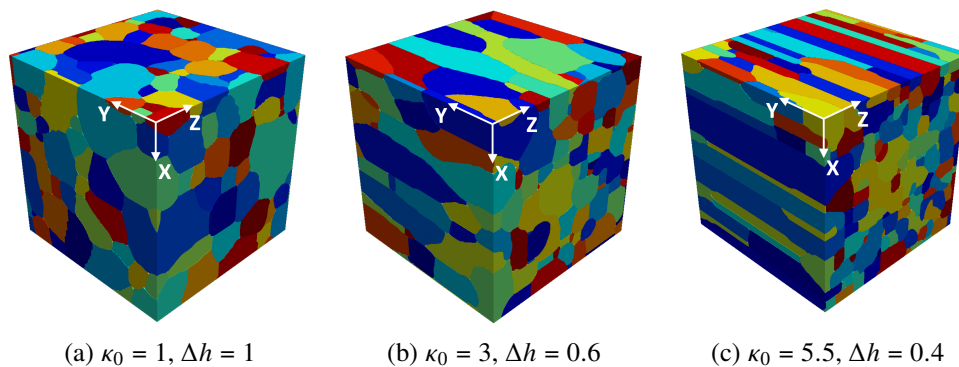 Y Z X
Y Z X
Y Z X
(a) κ₀ = 1, Δh = 1
(b) κ₀ = 3, Δh = 0.6
(c) κ₀ = 5.5, Δh = 0.4